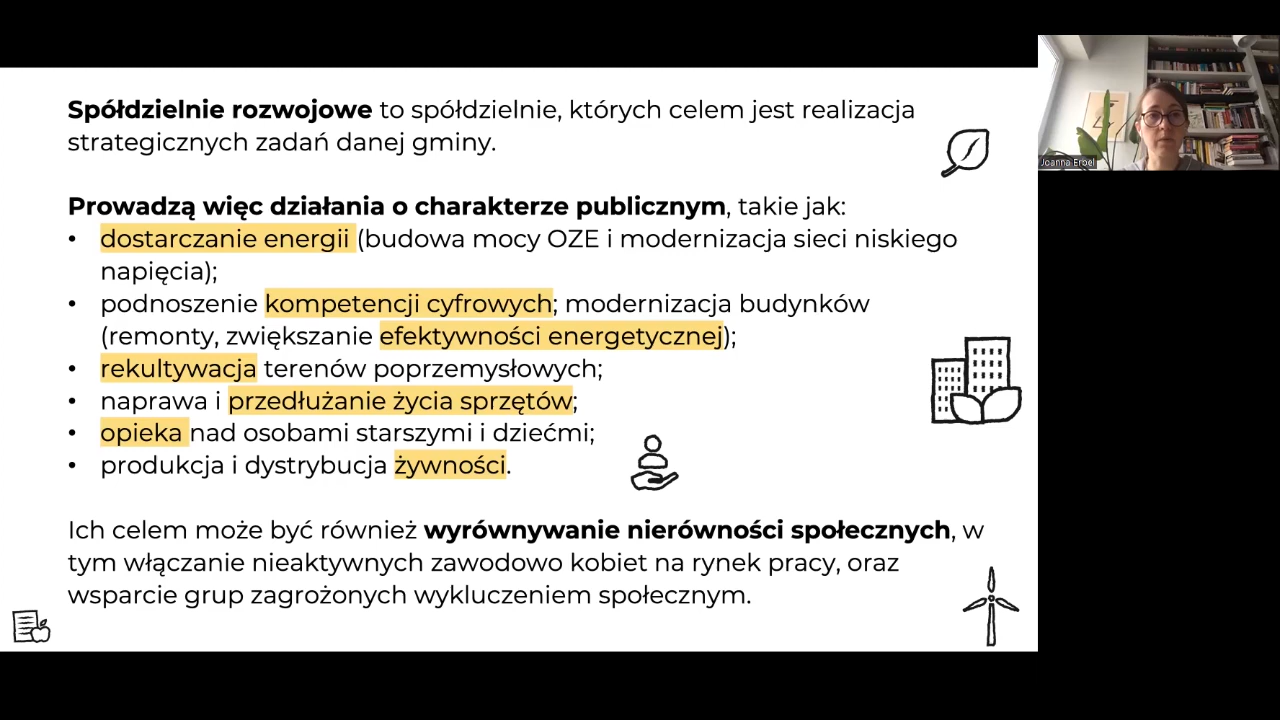 Spółdzielnie rozwojowe to spółdzielnie, których celem jest realizacja
strategicznych zadań danej gminy.
Prowadzą więc działania o charakterze publicznym, takie jak:
• dostarczanie energii (budowa mocy OZE i modernizacja sieci niskiego
napięcia);
• podnoszenie kompetencji cyfrowych; modernizacja budynków
(remonty, zwiększanie efektywności energetycznej);
• rekultywacja terenów poprzemysłowych;
• naprawa i przedłużanie życia sprzętów;
• opieka nad osobami starszymi i dziećmi;
• produkcja i dystrybucja żywności.
Ich celem może być również wyrównywanie nierówności społecznych, w
tym włączanie nieaktywnych zawodowo kobiet na rynek pracy, oraz
wsparcie grup zagrożonych wykluczeniem społecznym.
Joanna Erbel